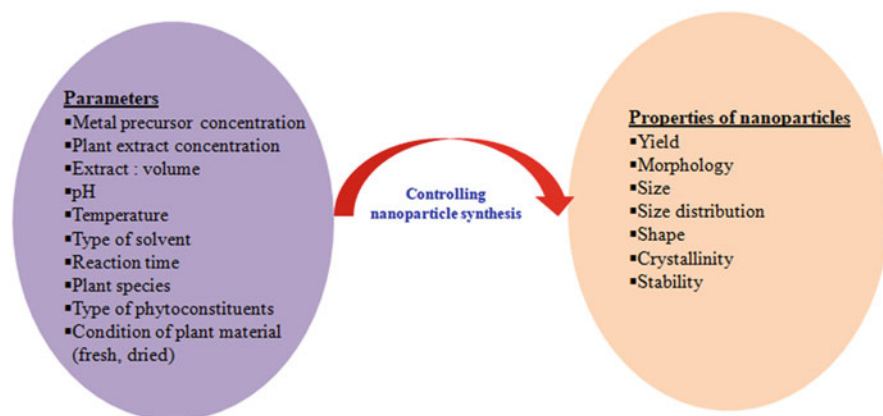 Parameters
▪Metal precursor concentration
▪Plant extract concentration
▪Extract : volume
▪pH
▪Temperature
▪Type of solvent
▪Reaction time
▪Plant species
▪Type of phytoconstituents
▪Condition of plant material
(fresh, dried)
Controlling
nanoparticle synthesis
Properties of nanoparticles
▪Yield
▪Morphology
▪Size
▪Size distribution
▪Shape
▪Crystallinity
▪Stability